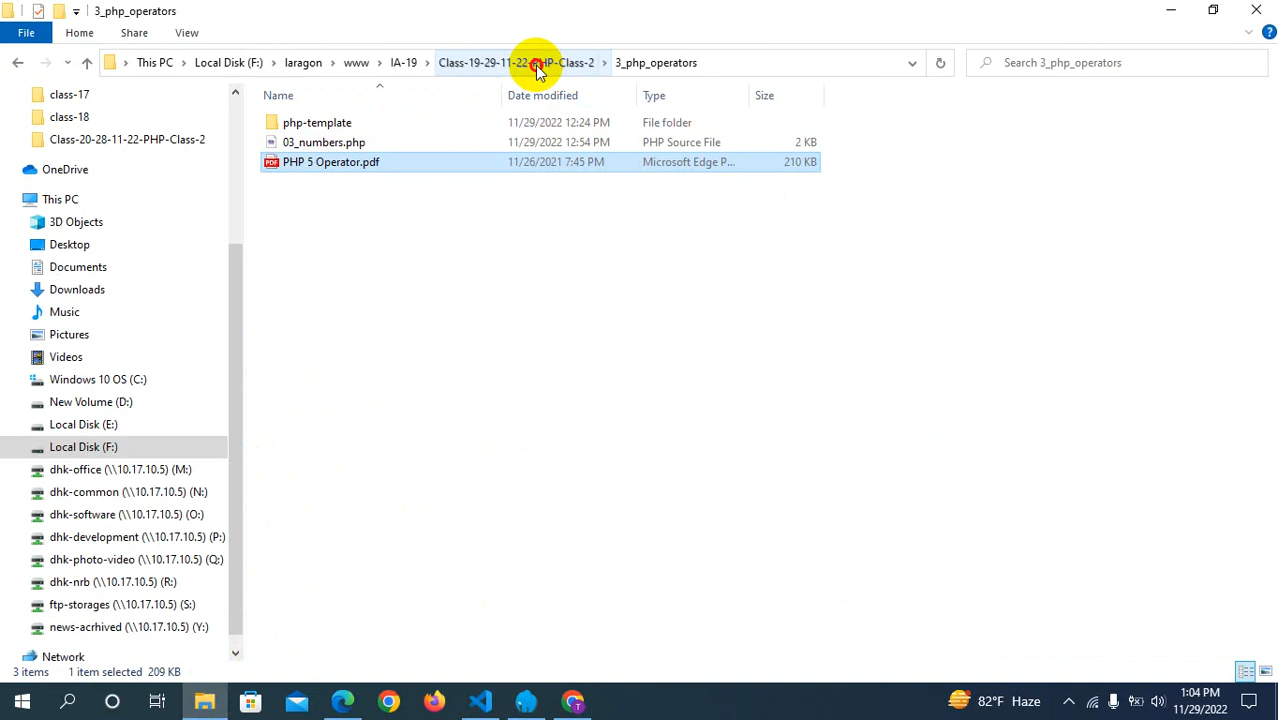 3_php_operators
File Home Share View
This PC Local Disk (F:) laragon www IA-19 Class-19-29-11-22-PHP-Class-2 3_php_operators Search 3_php_operators
Name Date modified Type Size
class-17
class-18
Class-20-28-11-22-PHP-Class-2
OneDrive
This PC
3D Objects
Desktop
Documents
Downloads
Music
Pictures
Videos
Windows 10 OS (C:)
New Volume (D:)
Local Disk (E:)
Local Disk (F:)
dhk-office (\\10.17.10.5) (M:)
dhk-common (\\10.17.10.5) (N:)
dhk-software (\\10.17.10.5) (O:)
dhk-development (\\10.17.10.5) (P:)
dhk-photo-video (\\10.17.10.5) (Q:)
dhk-nrb (\\10.17.10.5) (R:)
ftp-storages (\\10.17.10.5) (S:)
news-acrhived (\\10.17.10.5) (Y:)
Network
php-template 11/29/2022 12:24 PM File folder
03_numbers.php 11/29/2022 12:54 PM PHP Source File 2 KB
PDF PHP 5 Operator.pdf 11/26/2021 7:45 PM Microsoft Edge P... 210 KB
3 items 1 item selected 209 KB
82°F Haze
1:04 PM
11/29/2022